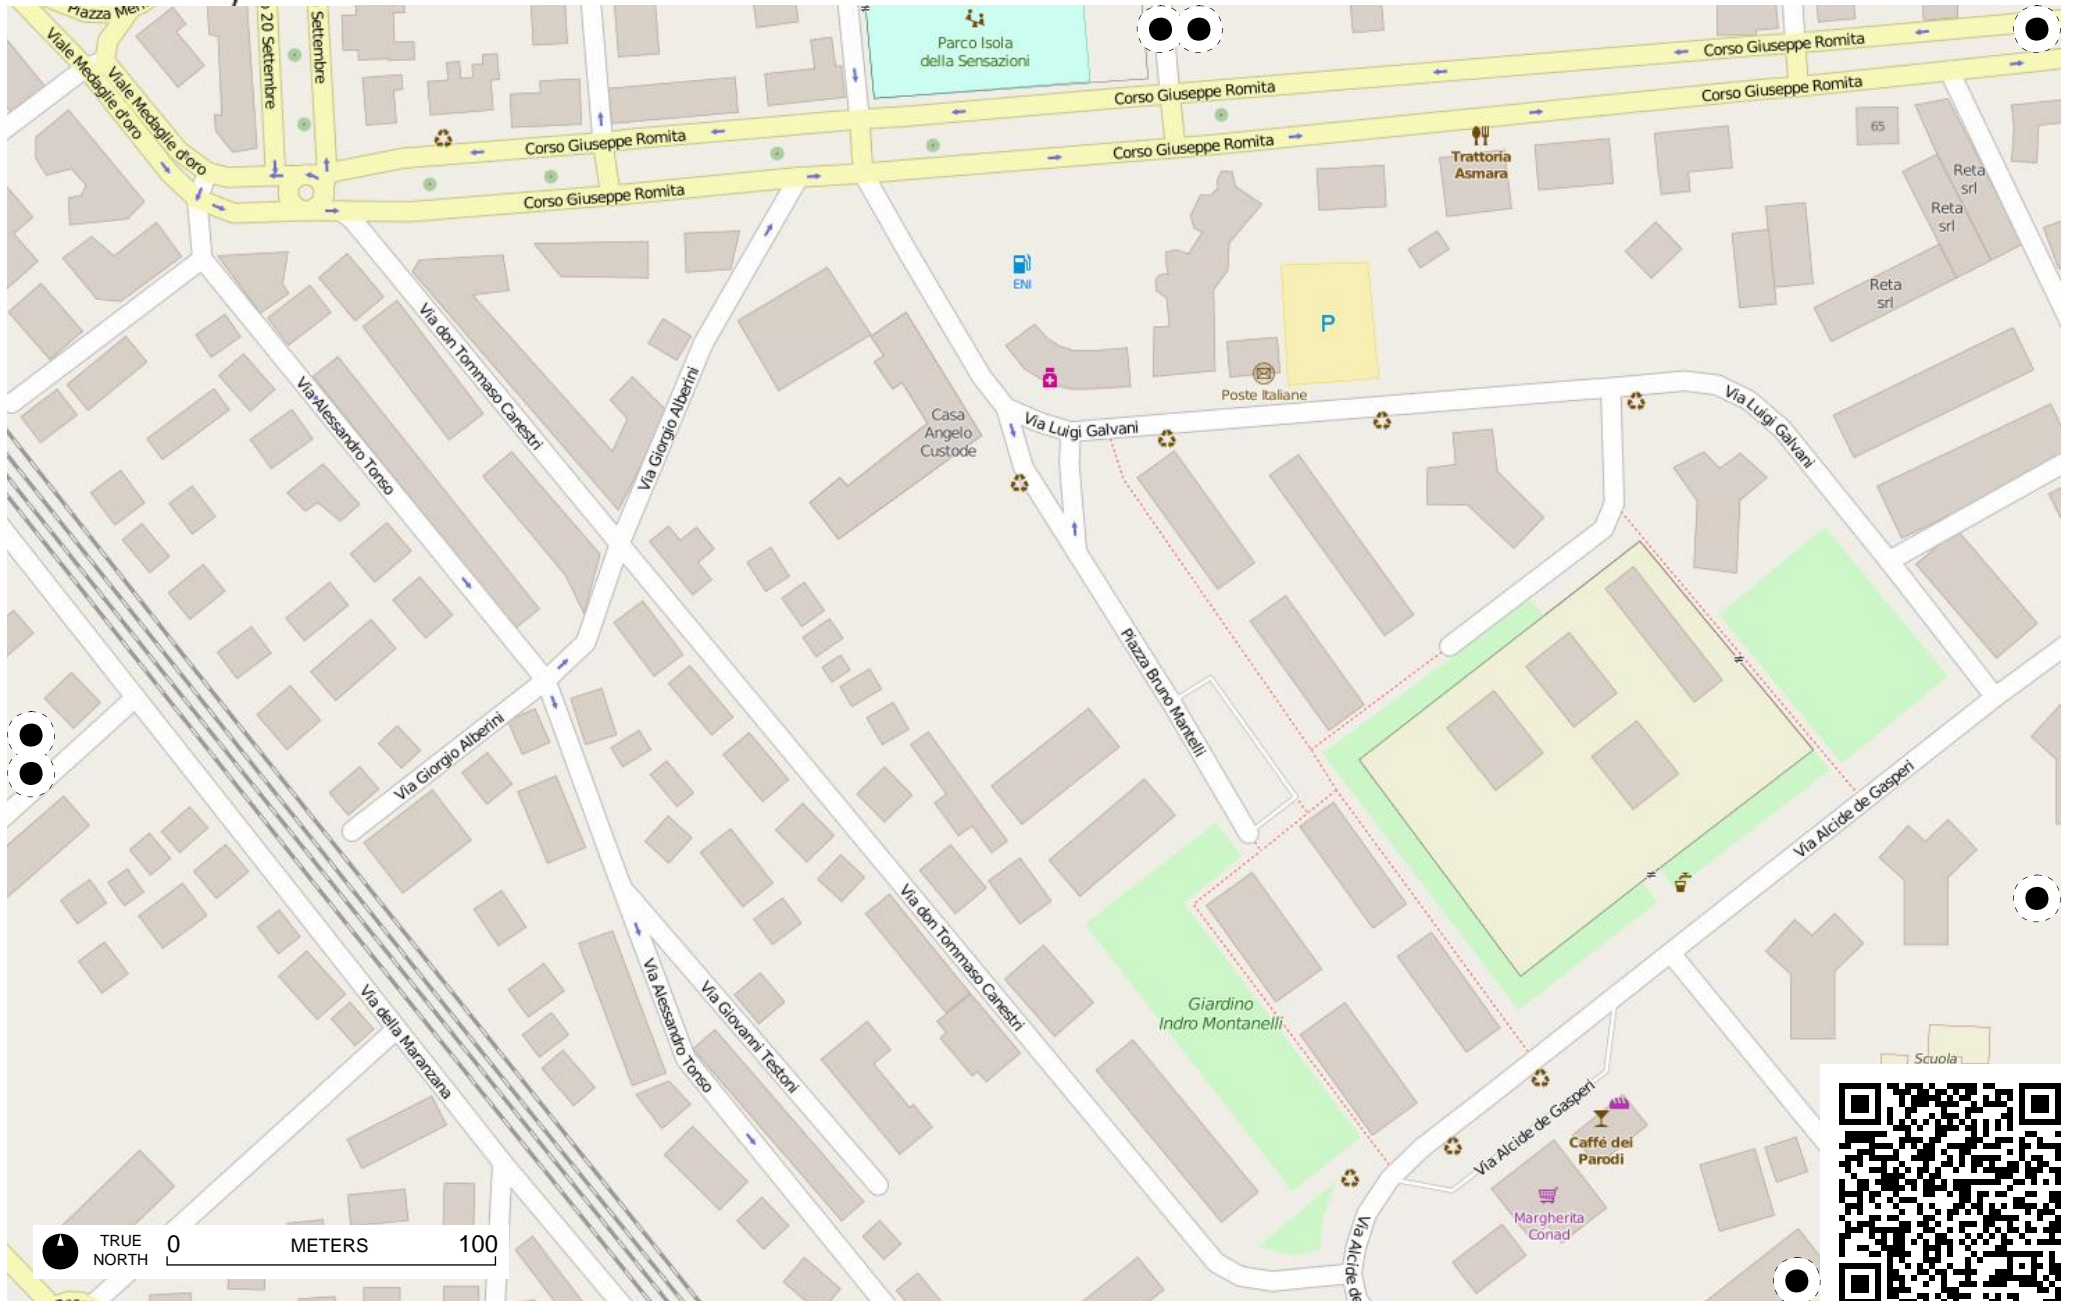 Viale Medaglie d'oro
Viale Medaglie d'oro
20 Settembre
Settembre
Parco Isola
della Sensazioni
Corso Giuseppe Romita
Corso Giuseppe Romita
Corso Giuseppe Romita
Corso Giuseppe Romita
Corso Giuseppe Romita
Corso Giuseppe Romita
65
Trattoria
Asmara
Reta
srl
Reta
srl
Reta
srl
ENI
P
Poste Italiane
Via don Tommaso Canestri
Via Alessandro Tonso
Via Giorgio Alberini
Casa
Angelo
Custode
Via Luigi Galvani
Via Luigi Galvani
Piazza Bruno Mantelli
Via Giorgio Alberini
Via Alcide de Gasperi
Via don Tommaso Canestri
Via Alessandro Tonso
Via Giovanni Testoni
Via della Maranzana
Giardino
Indro Montanelli
Scuola
Via Alcide de Gasperi
Caffé dei
Parodi
Margherita
Conad
Via Alcide de
TRUE
NORTH
0
METERS
100